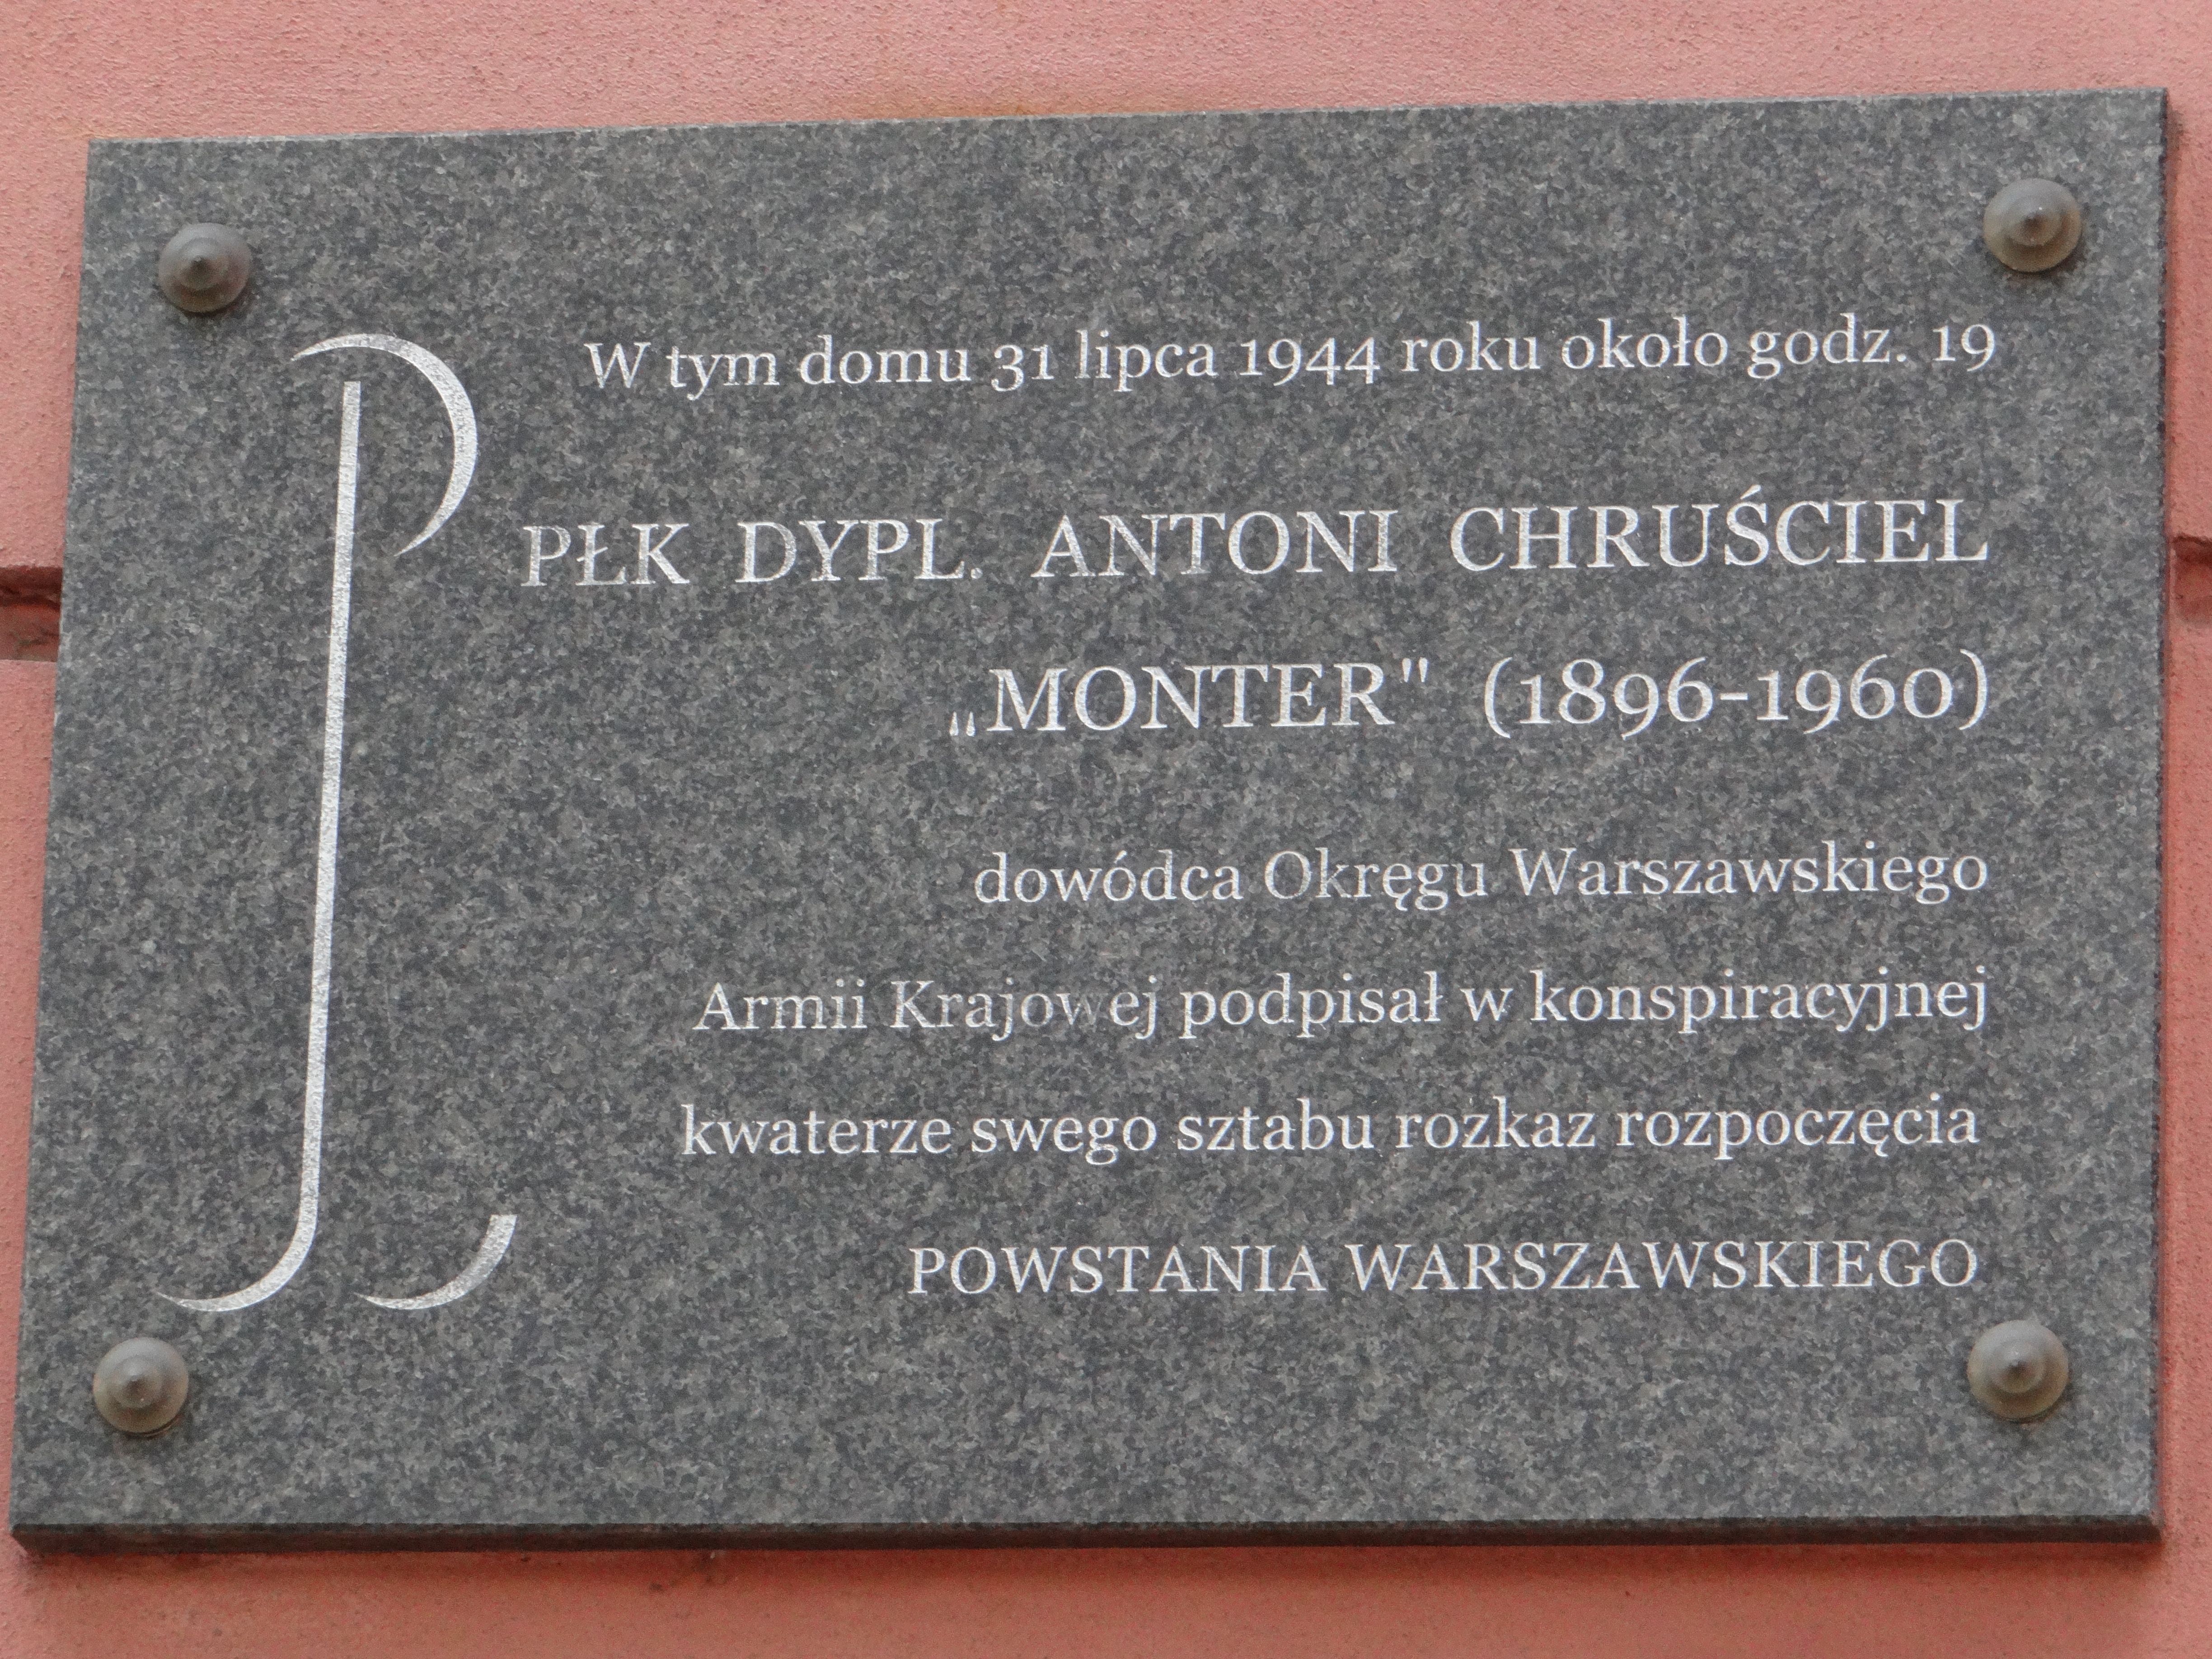 W tym domu 31 lipca 1944 roku około godz. 19
PŁK DYPL. ANTONI CHRUŚCIEL
„MONTER" (1896-1960)
dowódca Okręgu Warszawskiego
Armii Krajowej podpisał w konspiracyjnej
kwaterze swego sztabu rozkaz rozpoczęcia
POWSTANIA WARSZAWSKIEGO